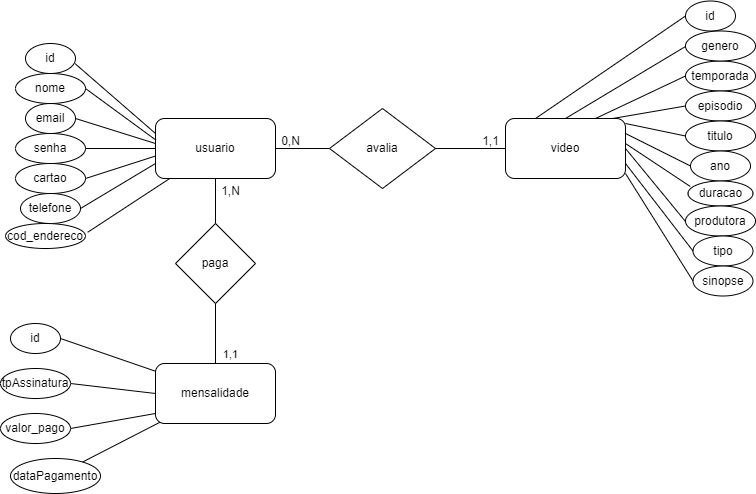 id
nome
email
senha
cartao
telefone
cod_endereco
usuario
0,N
avalia
1,1
video
id
genero
temporada
episodio
titulo
ano
duracao
produtora
tipo
sinopse
1,N
paga
1,1
mensalidade
id
tpAssinatura
valor_pago
dataPagamento